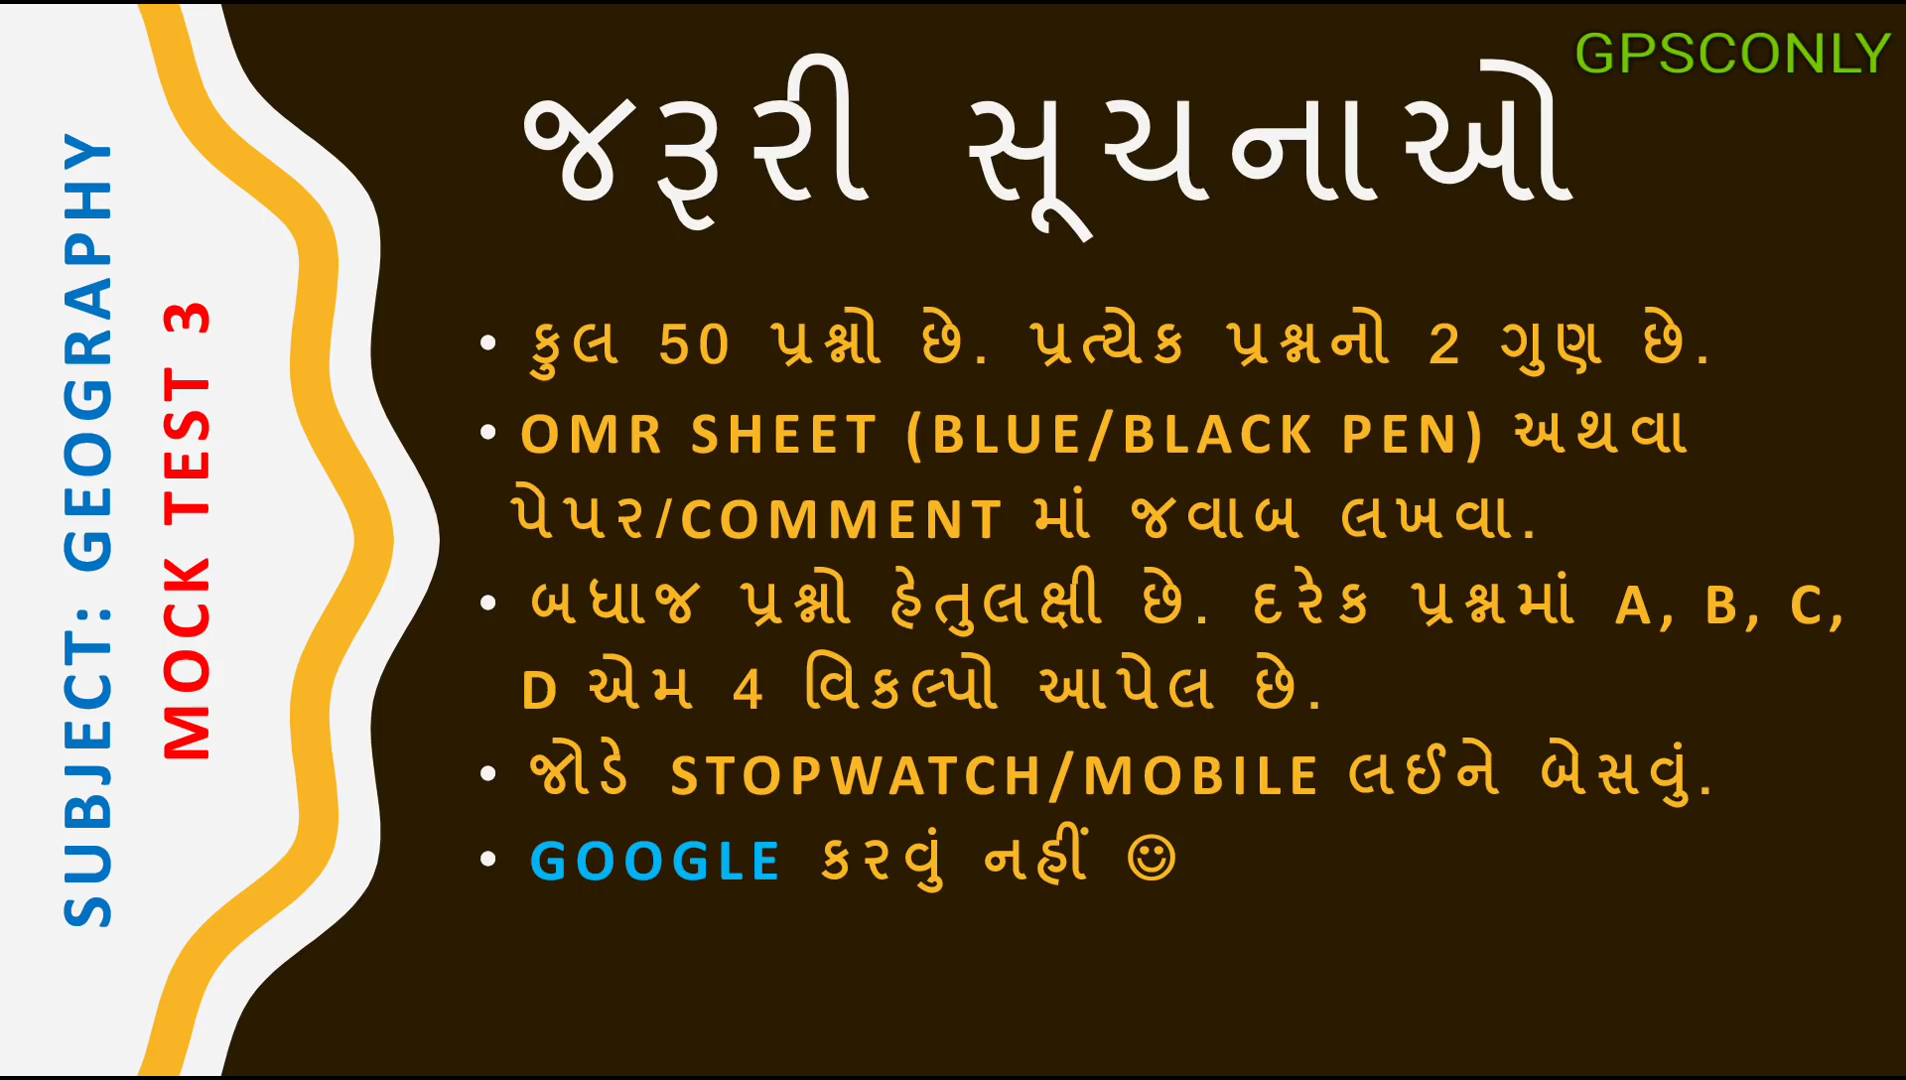 SUBJECT: GEOGRAPHY
MOCK TEST 3
GPSCONLY
જરૂરી સૂચનાઓ
• કુલ 50 પ્રશ્નો છે. પ્રત્યેક પ્રશ્નનો 2 ગુણ છે.
• OMR SHEET (BLUE/BLACK PEN) અથવા
પેપર/COMMENT માં જવાબ લખવા.
• બધાજ પ્રશ્નો હેતુલક્ષી છે. દરેક પ્રશ્નમાં A, B, C,
D એમ 4 વિકલ્પો આપેલ છે.
• જોડે STOPWATCH/MOBILE લઈને બેસવું.
• GOOGLE કરવું નહીં ☺